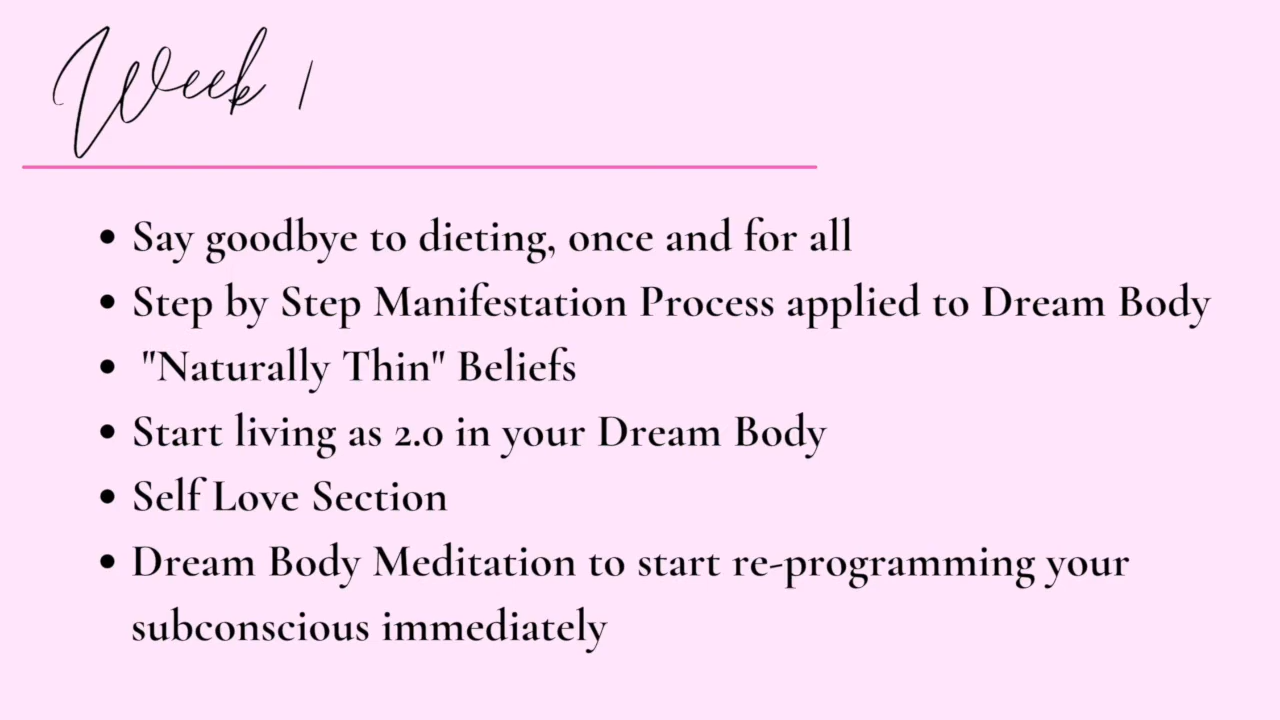 Week 1
• Say goodbye to dieting, once and for all
• Step by Step Manifestation Process applied to Dream Body
• "Naturally Thin" Beliefs
• Start living as 2.0 in your Dream Body
• Self Love Section
• Dream Body Meditation to start re-programming your
subconscious immediately